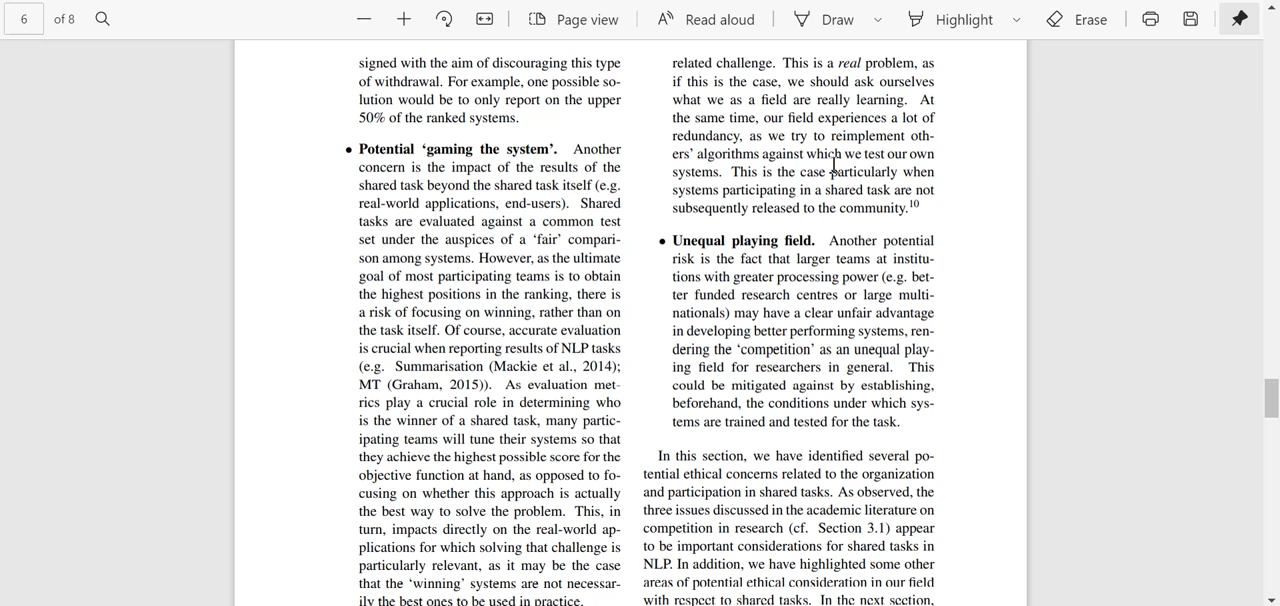 6 of 8 Page view Read aloud Draw Highlight Erase
signed with the aim of discouraging this type
of withdrawal. For example, one possible so-
lution would be to only report on the upper
50% of the ranked systems.
• Potential ‘gaming the system’. Another
concern is the impact of the results of the
shared task beyond the shared task itself (e.g.
real-world applications, end-users). Shared
tasks are evaluated against a common test
set under the auspices of a ‘fair’ compari-
son among systems. However, as the ultimate
goal of most participating teams is to obtain
the highest positions in the ranking, there is
a risk of focusing on winning, rather than on
the task itself. Of course, accurate evaluation
is crucial when reporting results of NLP tasks
(e.g. Summarisation (Mackie et al., 2014);
MT (Graham, 2015)). As evaluation met-
rics play a crucial role in determining who
is the winner of a shared task, many partic-
ipating teams will tune their systems so that
they achieve the highest possible score for the
objective function at hand, as opposed to fo-
cusing on whether this approach is actually
the best way to solve the problem. This, in
turn, impacts directly on the real-world ap-
plications for which solving that challenge is
particularly relevant, as it may be the case
that the ‘winning’ systems are not necessar-
ily the best ones to be used in practice.
related challenge. This is a real problem, as
if this is the case, we should ask ourselves
what we as a field are really learning. At
the same time, our field experiences a lot of
redundancy, as we try to reimplement oth-
ers’ algorithms against which we test our own
systems. This is the case particularly when
systems participating in a shared task are not
subsequently released to the community.10
• Unequal playing field. Another potential
risk is the fact that larger teams at institu-
tions with greater processing power (e.g. bet-
ter funded research centres or large multi-
nationals) may have a clear unfair advantage
in developing better performing systems, ren-
dering the ‘competition’ as an unequal play-
ing field for researchers in general. This
could be mitigated against by establishing,
beforehand, the conditions under which sys-
tems are trained and tested for the task.
In this section, we have identified several po-
tential ethical concerns related to the organization
and participation in shared tasks. As observed, the
three issues discussed in the academic literature on
competition in research (cf. Section 3.1) appear
to be important considerations for shared tasks in
NLP. In addition, we have highlighted some other
areas of potential ethical consideration in our field
with respect to shared tasks. In the next section,